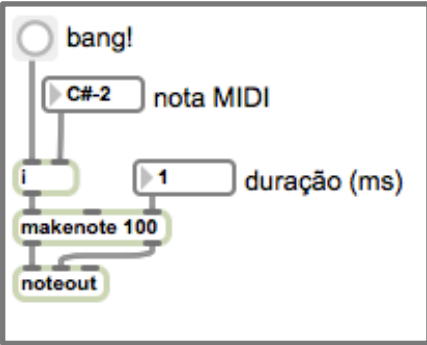 bang!
C#-2
nota MIDI
i
1
duração (ms)
makenote 100
noteout